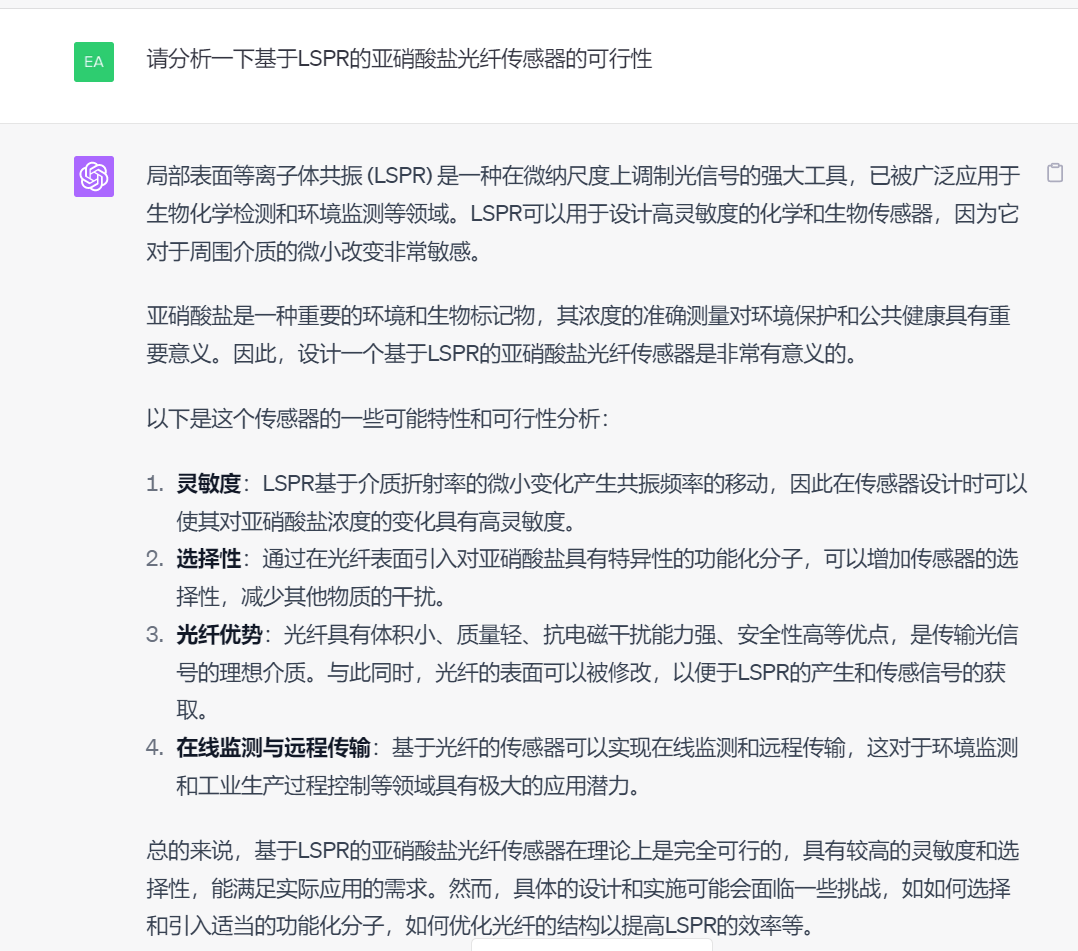 EA
请分析一下基于LSPR的亚硝酸盐光纤传感器的可行性
局部表面等离子体共振 (LSPR) 是一种在微纳尺度上调制光信号的强大工具，已被广泛应用于
生物化学检测和环境监测等领域。LSPR可以用于设计高灵敏度的化学和生物传感器，因为它
对于周围介质的微小改变非常敏感。
亚硝酸盐是一种重要的环境和生物标记物，其浓度的准确测量对环境保护和公共健康具有重
要意义。因此，设计一个基于LSPR的亚硝酸盐光纤传感器是非常有意义的。
以下是这个传感器的一些可能特性和可行性分析：
1. 灵敏度：LSPR基于介质折射率的微小变化产生共振频率的移动，因此在传感器设计时可以
使其对亚硝酸盐浓度的变化具有高灵敏度。
2. 选择性：通过在光纤表面引入对亚硝酸盐具有特异性的功能化分子，可以增加传感器的选
择性，减少其他物质的干扰。
3. 光纤优势：光纤具有体积小、质量轻、抗电磁干扰能力强、安全性高等优点，是传输光信
号的理想介质。与此同时，光纤的表面可以被修改，以便于LSPR的产生和传感信号的获
取。
4. 在线监测与远程传输：基于光纤的传感器可以实现在线监测和远程传输，这对于环境监测
和工业生产过程控制等领域具有极大的应用潜力。
总的来说，基于LSPR的亚硝酸盐光纤传感器在理论上是完全可行的，具有较高的灵敏度和选
择性，能满足实际应用的需求。然而，具体的设计和实施可能会面临一些挑战，如如何选择
和引入适当的功能化分子，如何优化光纤的结构以提高LSPR的效率等。